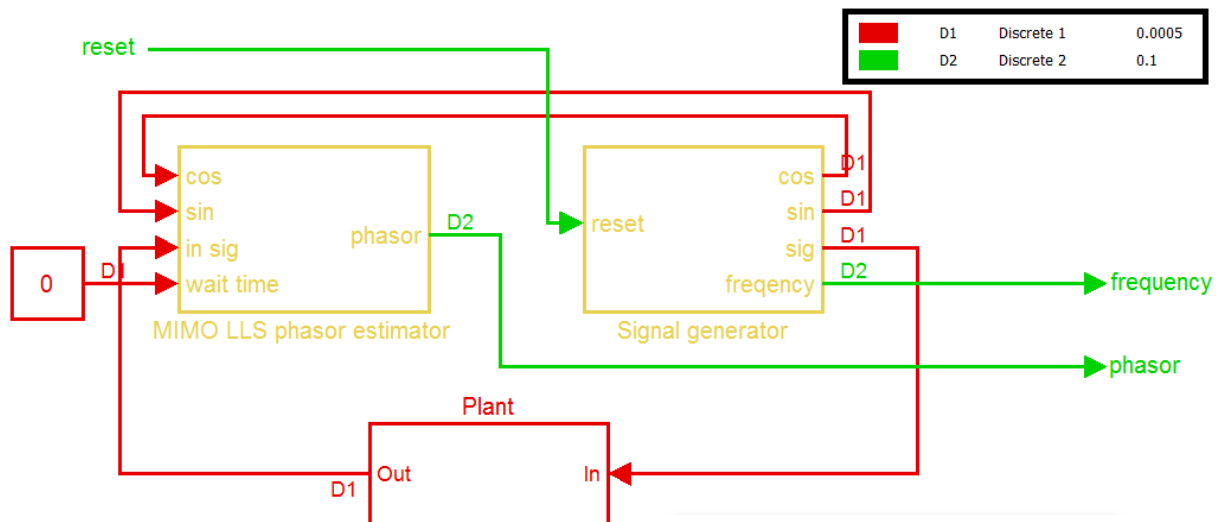 reset
D1 Discrete 1 0.0005
D2 Discrete 2 0.1
cos
sin
in sig
wait time
phasor
D2
MIMO LLS phasor estimator
0
D1
reset
cos
sin
sig
freqency
D1
D1
D1
D2
Signal generator
frequency
phasor
Plant
Out
In
D1